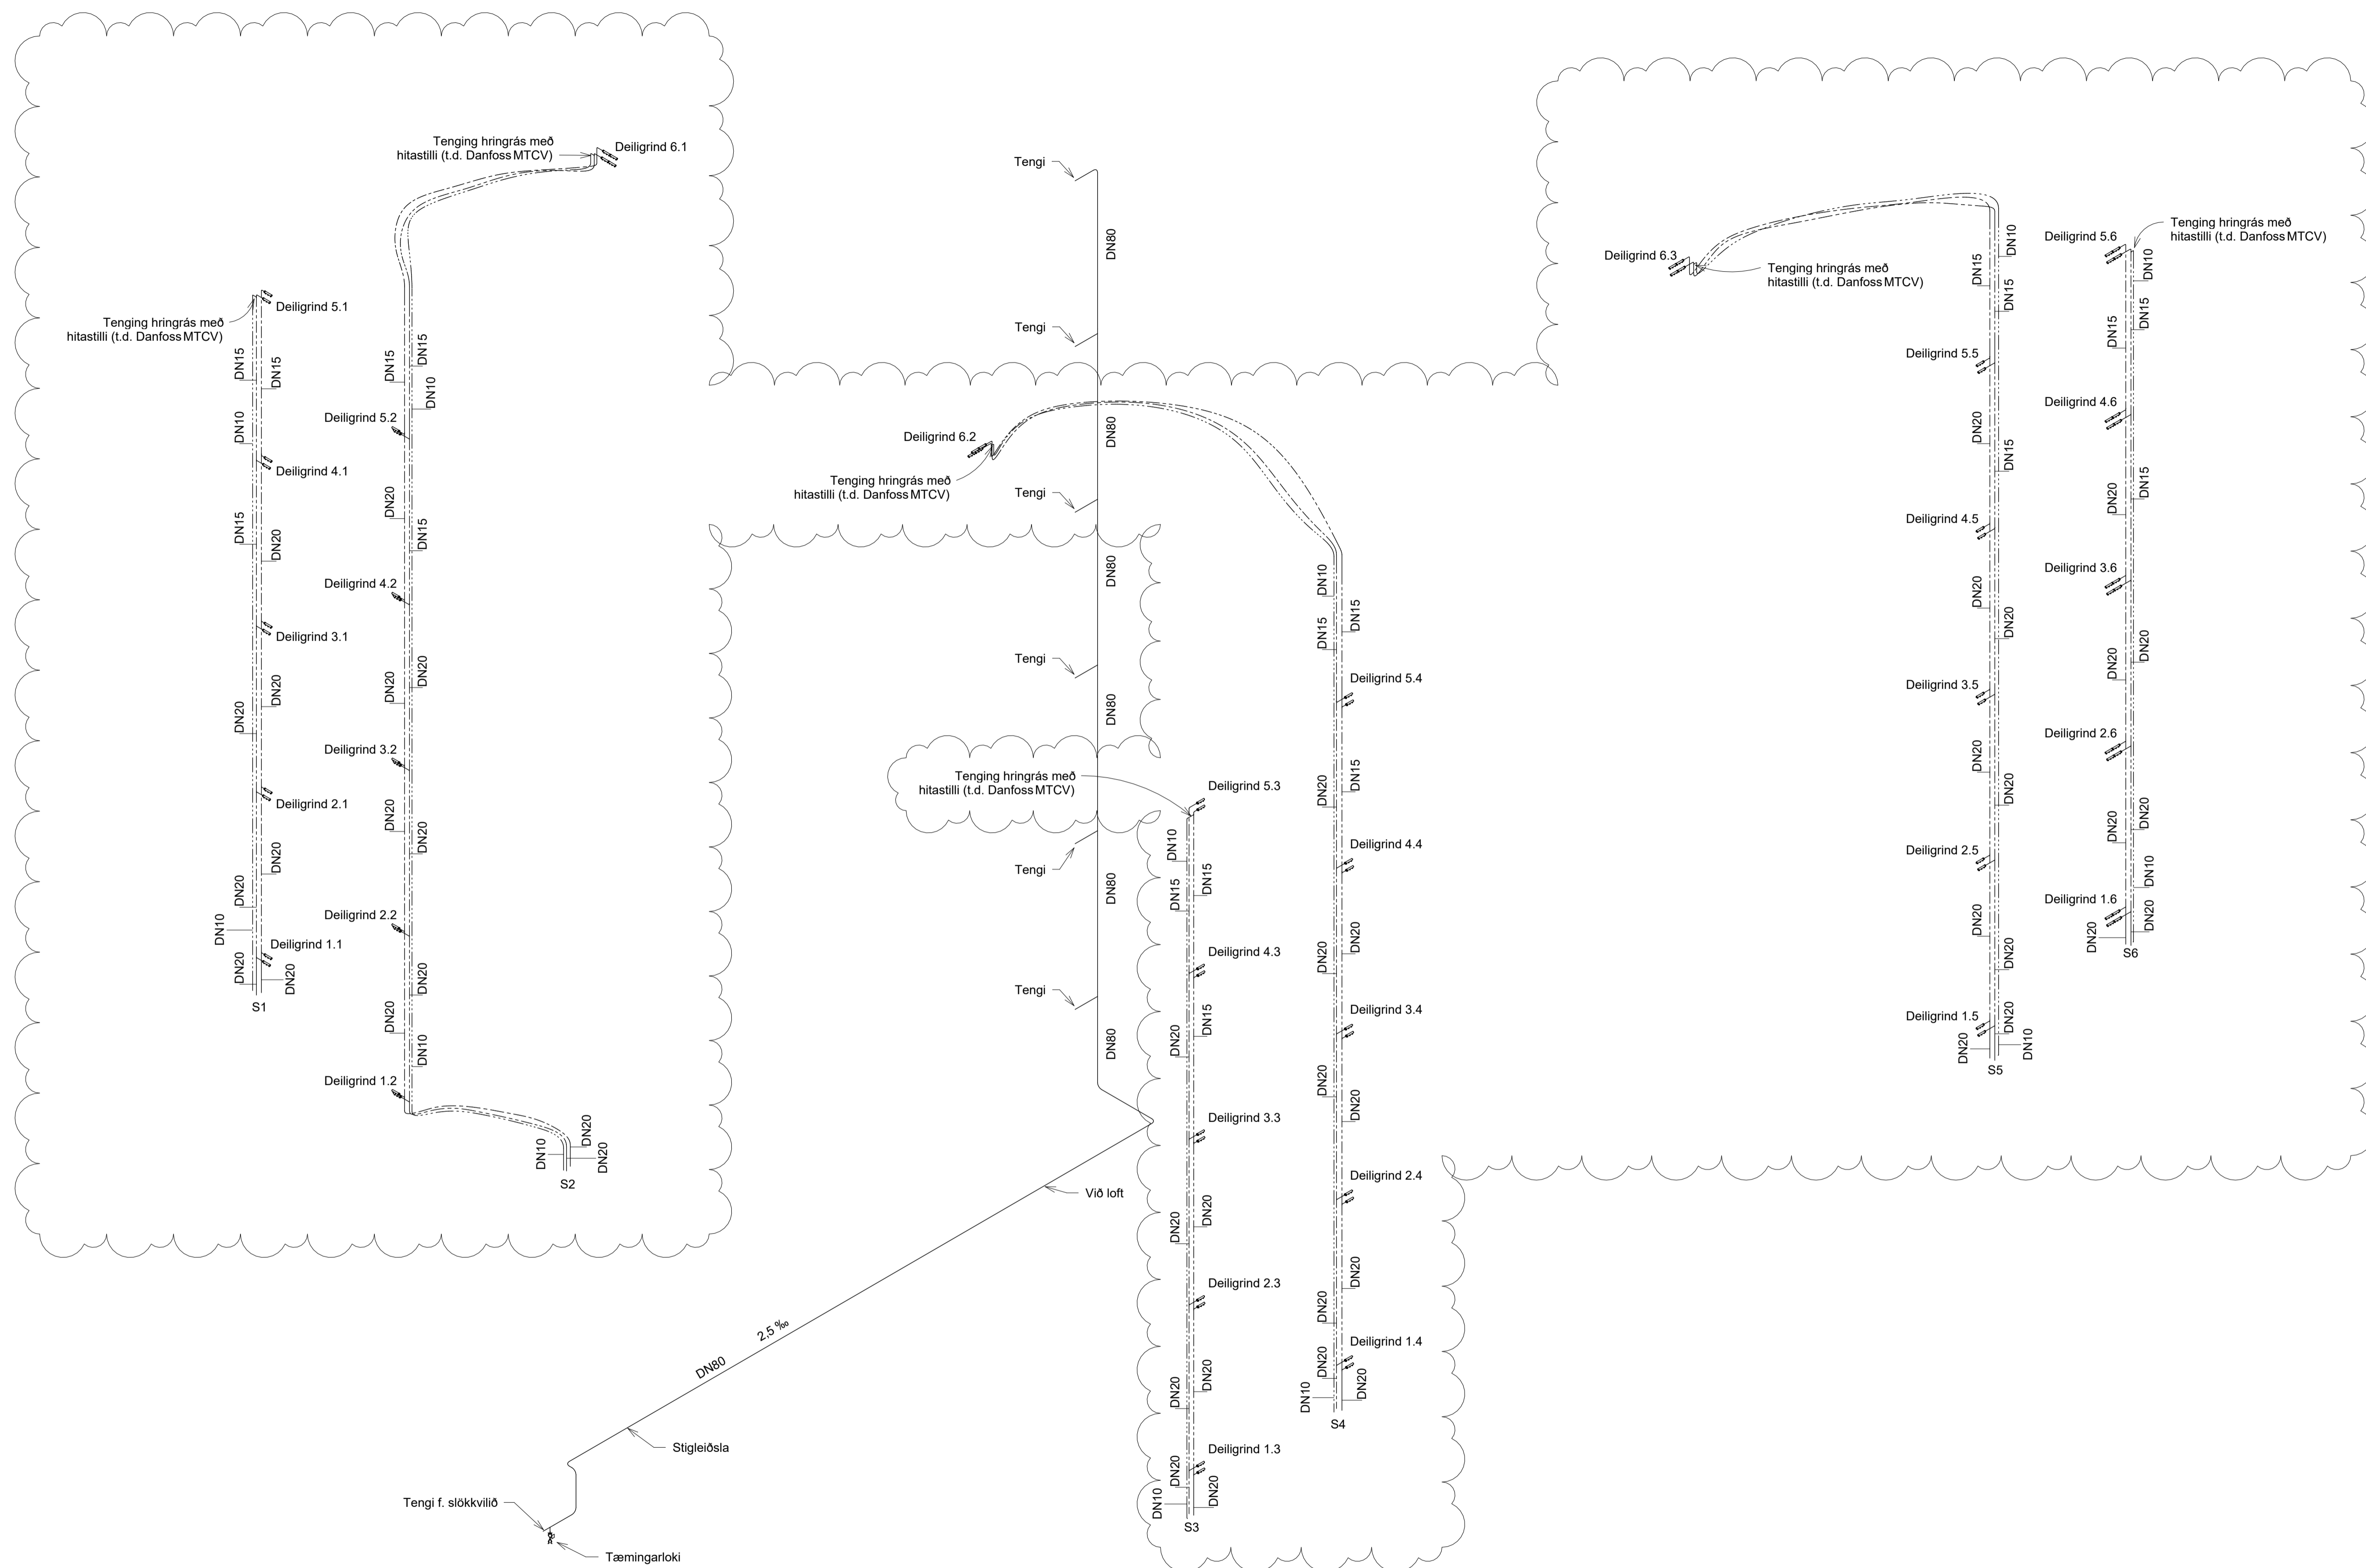 Tenging hringrás með
hitastilli (t.d. Danfoss MTCV)
Deiligrind 6.1
Deiligrind 5.1
Tenging hringrás með
hitastilli (t.d. Danfoss MTCV)
DN15
DN15
DN10
Deiligrind 4.1
DN15
DN20
Deiligrind 3.1
DN20
DN20
Deiligrind 2.1
DN20
DN20
DN10
Deiligrind 1.1
DN20
DN20
S1
DN15
DN15
DN10
Deiligrind 5.2
DN20
DN15
Deiligrind 4.2
DN20
DN20
Deiligrind 3.2
DN20
DN20
Deiligrind 2.2
DN20
DN20
DN10
Deiligrind 1.2
DN20
DN10
DN20
S2
Tengi
DN80
Tengi
DN80
Tengi
DN80
Tengi
DN80
Tengi
DN80
Tengi
DN80
Við loft
2,5 ‰
DN80
Stigleiðsla
Tengi f. slökkvilið
Tæmingarloki
Deiligrind 6.2
Tenging hringrás með
hitastilli (t.d. Danfoss MTCV)
Tenging hringrás með
hitastilli (t.d. Danfoss MTCV)
Deiligrind 5.3
DN10
DN15
DN15
Deiligrind 4.3
DN15
DN20
Deiligrind 3.3
DN20
DN20
Deiligrind 2.3
DN20
DN20
Deiligrind 1.3
DN20
DN20
DN10
S3
DN10
DN15
DN15
Deiligrind 5.4
DN15
DN20
Deiligrind 4.4
DN20
DN20
Deiligrind 3.4
DN20
DN20
Deiligrind 2.4
DN20
DN20
Deiligrind 1.4
DN20
DN20
DN10
S4
Deiligrind 6.3
Tenging hringrás með
hitastilli (t.d. Danfoss MTCV)
DN10
DN15
DN15
Deiligrind 5.5
DN20
DN15
Deiligrind 4.5
DN20
DN20
Deiligrind 3.5
DN20
DN20
Deiligrind 2.5
DN20
DN20
Deiligrind 1.5
DN20
DN20
DN10
S5
Tenging hringrás með
hitastilli (t.d. Danfoss MTCV)
Deiligrind 5.6
DN10
DN15
DN15
Deiligrind 4.6
DN15
DN20
Deiligrind 3.6
DN20
DN20
Deiligrind 2.6
DN20
DN20
DN10
Deiligrind 1.6
DN20
DN20
S6